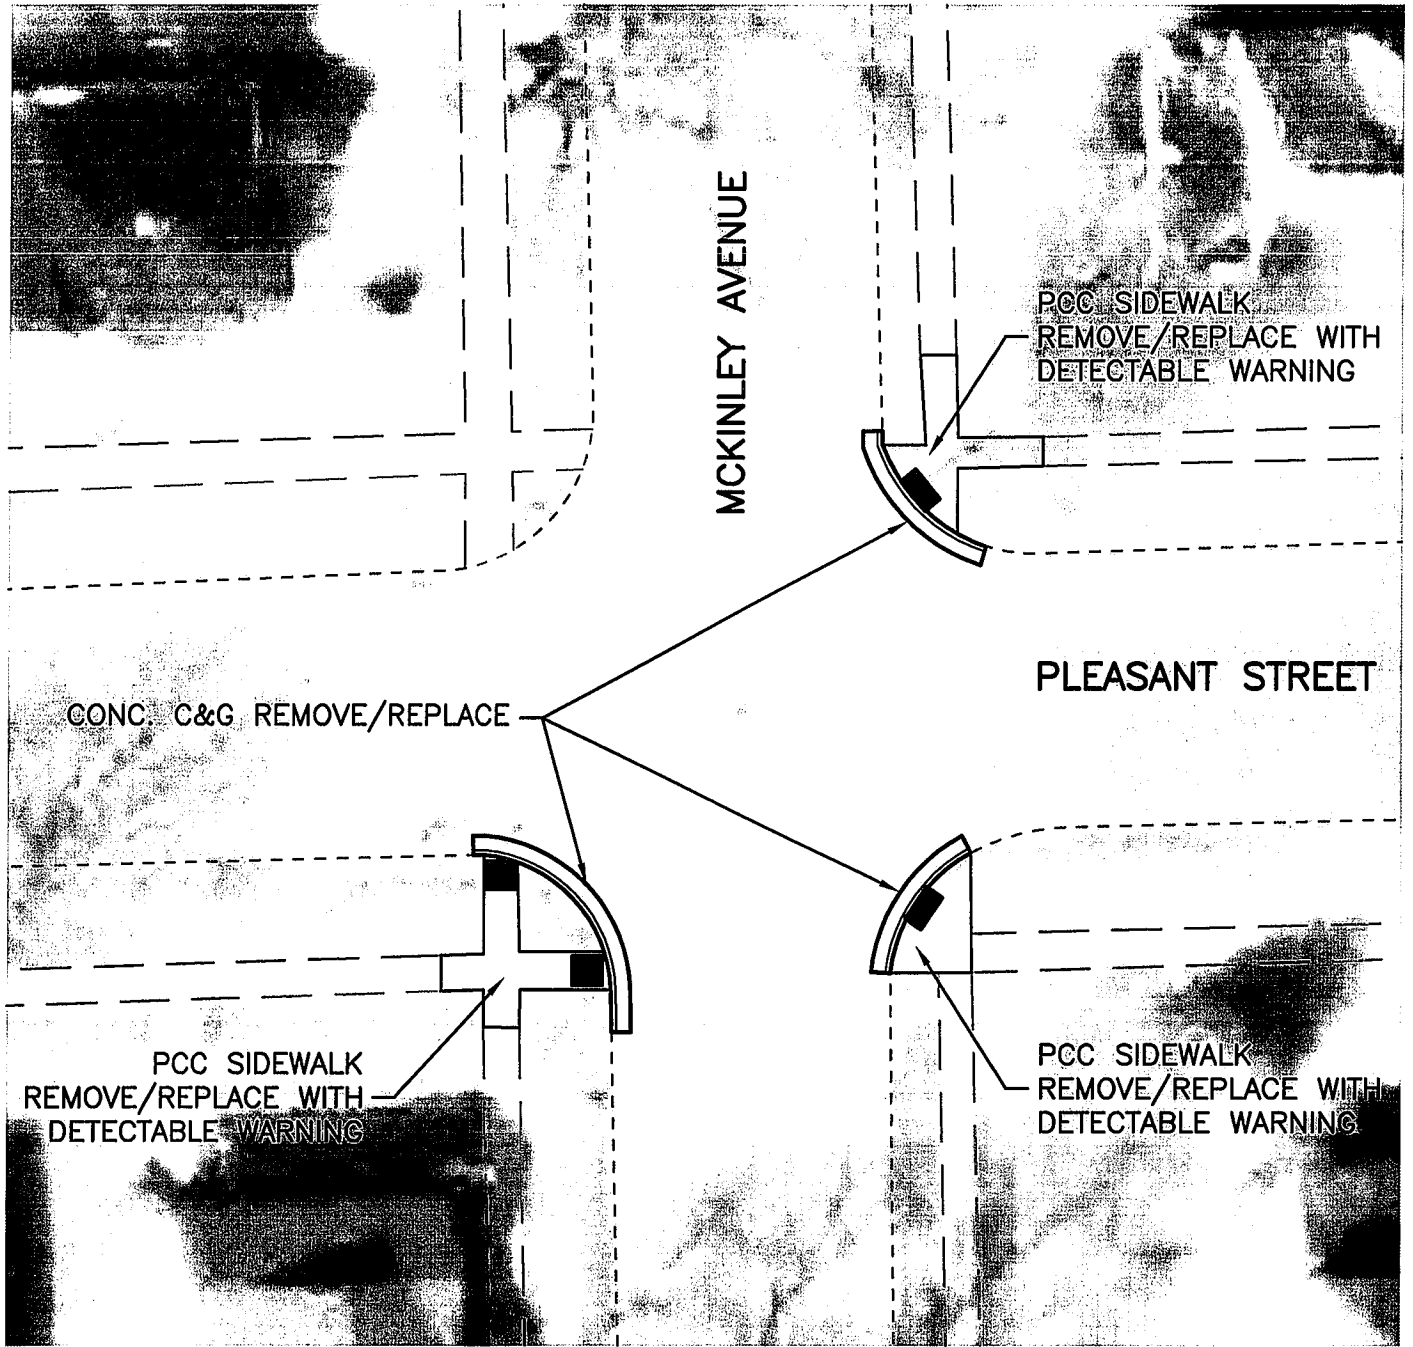 MCKINLEY AVENUE
PCC SIDEWALK
REMOVE/REPLACE WITH
DETECTABLE WARNING
PLEASANT STREET
CONC. C&G REMOVE/REPLACE
PCC SIDEWALK
REMOVE/REPLACE WITH
DETECTABLE WARNING
PCC SIDEWALK
REMOVE/REPLACE WITH
DETECTABLE WARNING